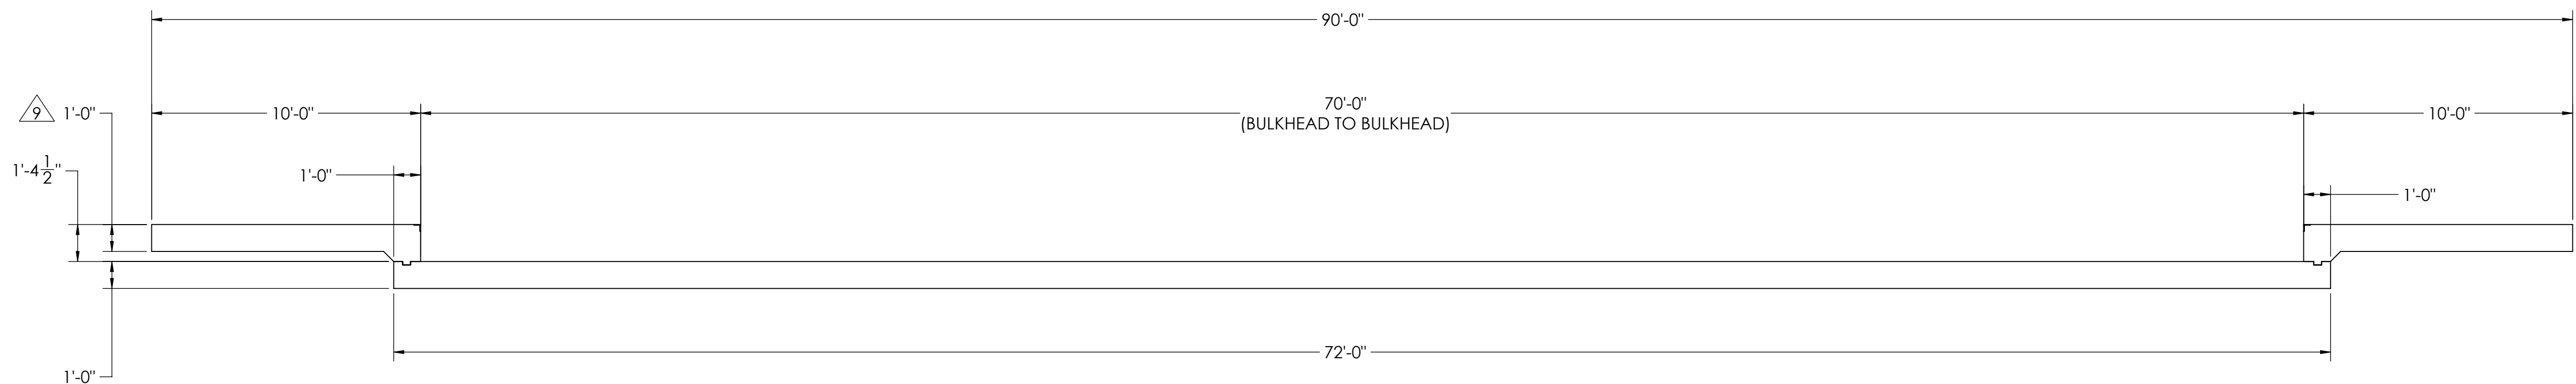 90'-0"
9 1'-0" 10'-0" 70'-0" 10'-0"
(BULKHEAD TO BULKHEAD)
1'-4 1/2" 1'-0" 1'-0"
72'-0"
1'-0"